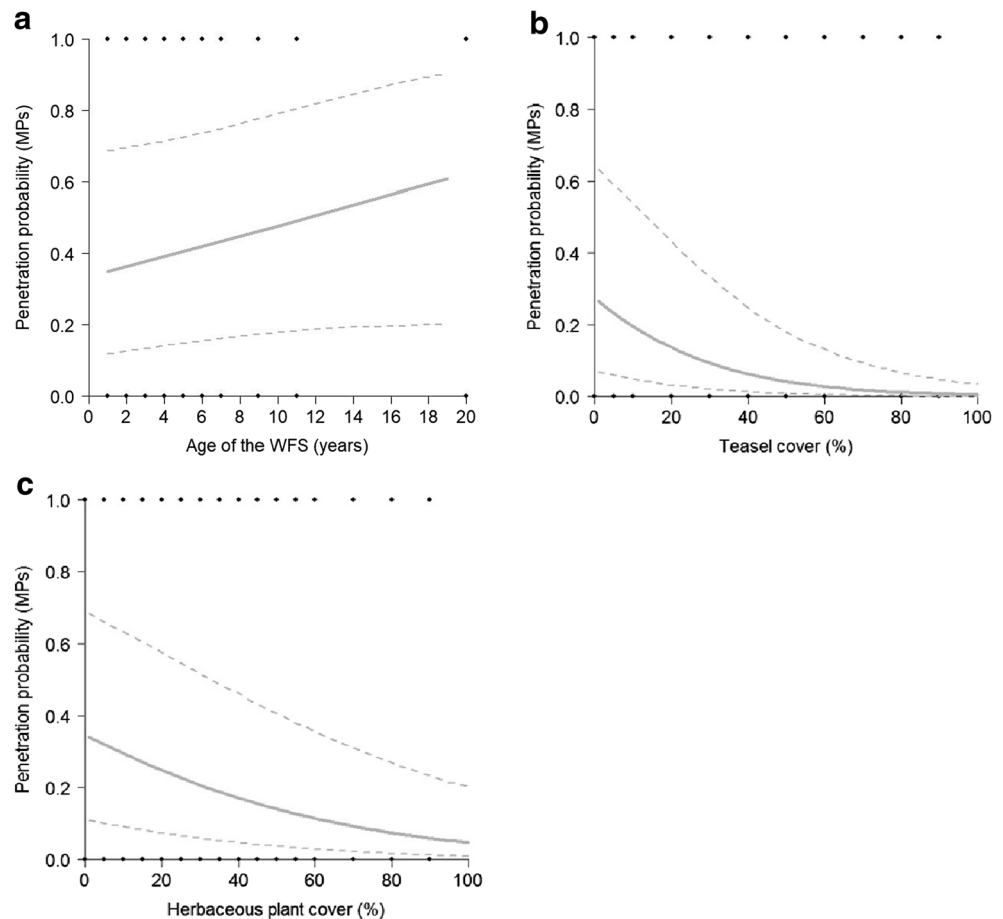 a
Penetration probability (MPs)
1.0
0.8
0.6
0.4
0.2
0.0
0 2 4 6 8 10 12 14 16 18 20
Age of the WFS (years)
b
Penetration probability (MPs)
1.0
0.8
0.6
0.4
0.2
0.0
0 20 40 60 80 100
Teasel cover (%)
c
Penetration probability (MPs)
1.0
0.8
0.6
0.4
0.2
0.0
0 20 40 60 80 100
Herbaceous plant cover (%)